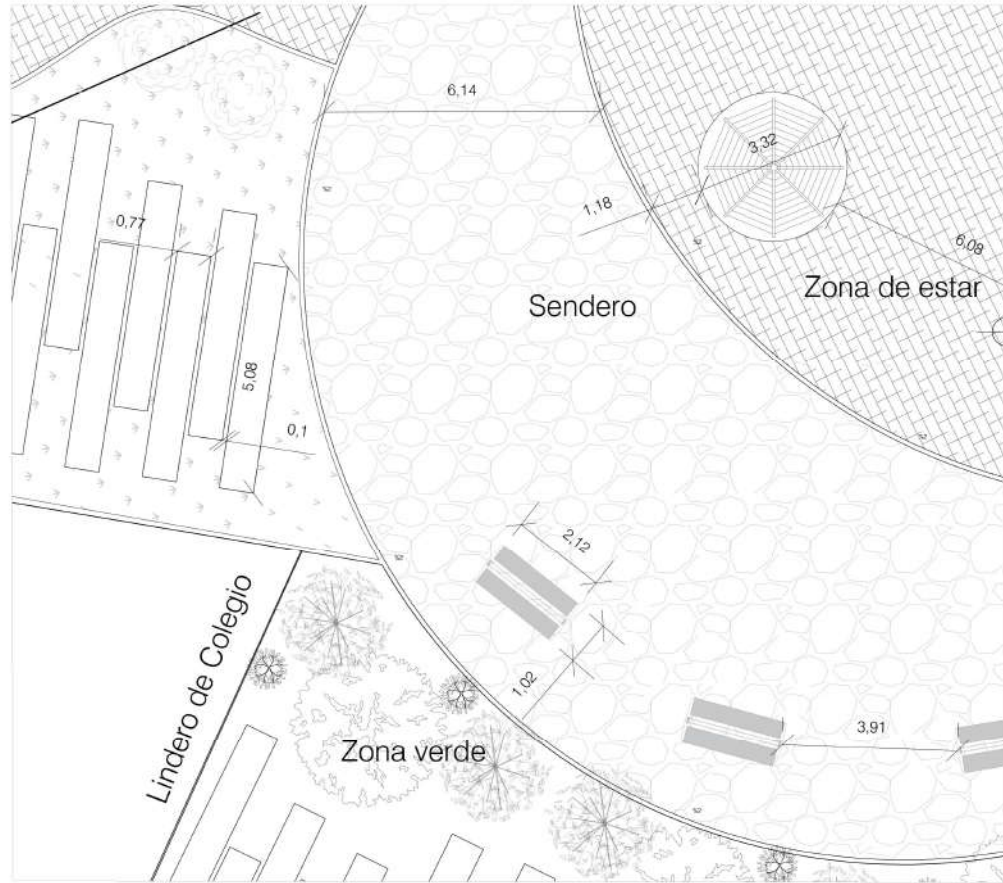 6,14
3,32
1,18
0,77
6,08
Zona de estar
Sendero
5,08
0,1
2,12
Lindero de Colegio
1,02
3,91
Zona verde